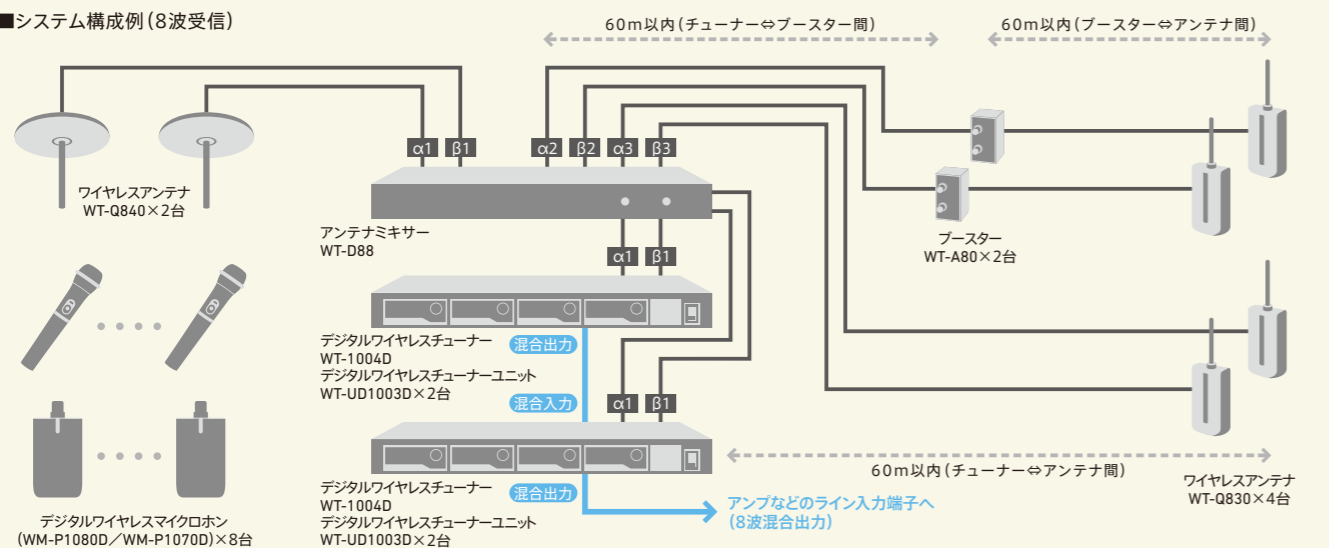 ■システム構成例(8波受信)
60m以内(チューナー⇔ブースター間)
60m以内(ブースター⇔アンテナ間)
α1
β1
α2
β2
α3
β3
ワイヤレスアンテナ
WT-Q840×2台
アンテナミキサー
WT-D88
ブースター
WT-A80×2台
α1
β1
デジタルワイヤレスチューナー
WT-1004D
デジタルワイヤレスチューナーユニット
WT-UD1003D×2台
混合出力
混合入力
α1
β1
デジタルワイヤレスチューナー
WT-1004D
デジタルワイヤレスチューナーユニット
WT-UD1003D×2台
混合出力
アンプなどのライン入力端子へ
(8波混合出力)
60m以内(チューナー⇔アンテナ間)
ワイヤレスアンテナ
WT-Q830×4台
デジタルワイヤレスマイクロホン
(WM-P1080D/WM-P1070D)×8台